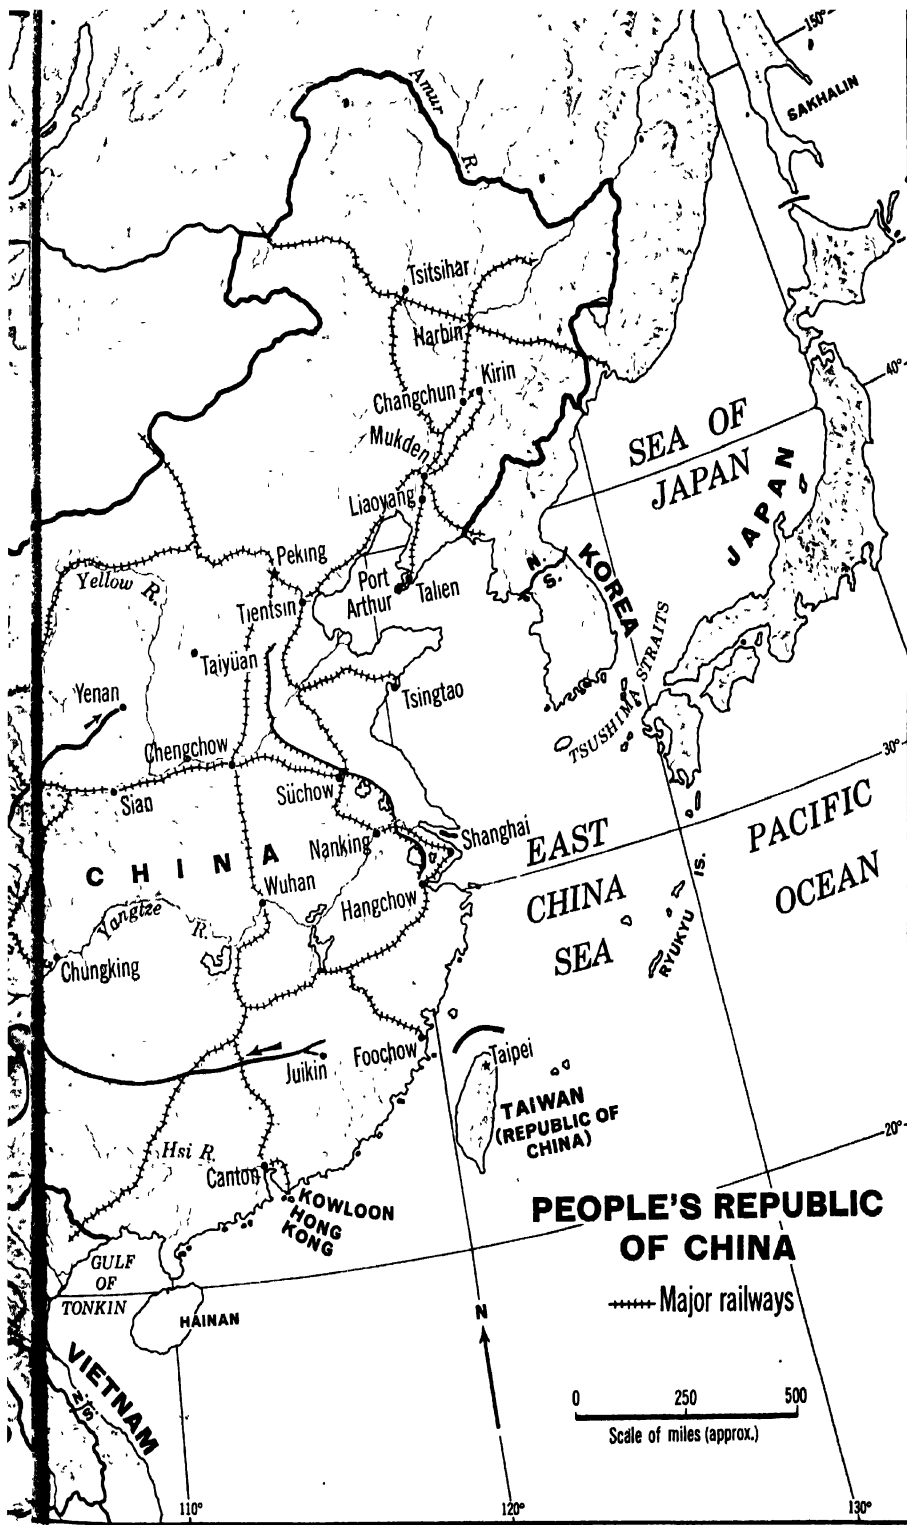 150°
SAKHALIN
Amur
R.
Tsitsihar
Harbin
Kirin
Changchun
40°
Mukden
SEA OF
JAPAN
JAPAN
Liaoyang
Peking
Yellow R.
Port
Arthur
Talien
N.
S.
KOREA
Tientsin
Taiyüan
TSUSHIMA STRAITS
Yenan
Tsingtao
Chengchow
30°
Sian
Süchow
Shanghai
Nanking
EAST
CHINA
SEA
PACIFIC
OCEAN
CHINA
Wuhan
Hangchow
RYUKYU IS.
Yangtze
R.
Chungking
Foochow
Juikin
Taipei
TAIWAN
(REPUBLIC OF
CHINA)
20°
Hsi R.
Canton
KOWLOON
HONG
KONG
PEOPLE'S REPUBLIC
OF CHINA
Major railways
GULF
OF
TONKIN
HAINAN
N
VIETNAM
N.
S.
0 250 500
Scale of miles (approx.)
110° 120° 130°